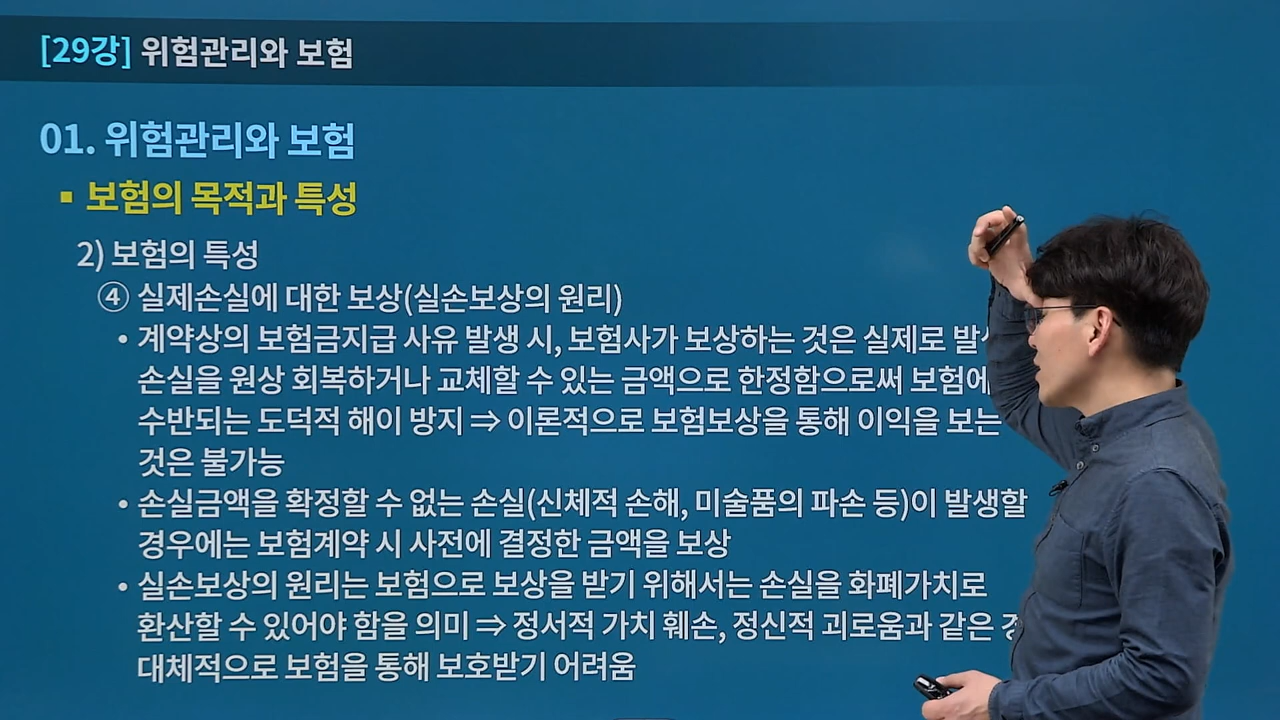 [29강] 위험관리와 보험
01. 위험관리와 보험
▪ 보험의 목적과 특성
2) 보험의 특성
④ 실제손실에 대한 보상(실손보상의 원리)
• 계약상의 보험금지급 사유 발생 시, 보험사가 보상하는 것은 실제로
손실을 원상 회복하거나 교체할 수 있는 금액으로 한정함으로써
수반되는 도덕적 해이 방지 ⇒ 이론적으로 보험보상을 통해 이익을 보는
것은 불가능
• 손실금액을 확정할 수 없는 손실(신체적 손해, 미술품의 파손 등)이 발생할
경우에는 보험계약 시 사전에 결정한 금액을 보상
• 실손보상의 원리는 보험으로 보상을 받기 위해서는 손실을 화폐가치로
환산할 수 있어야 함을 의미 ⇒ 정서적 가치 훼손, 정신적 괴로움과 같은
대체적으로 보험을 통해 보호받기 어려움